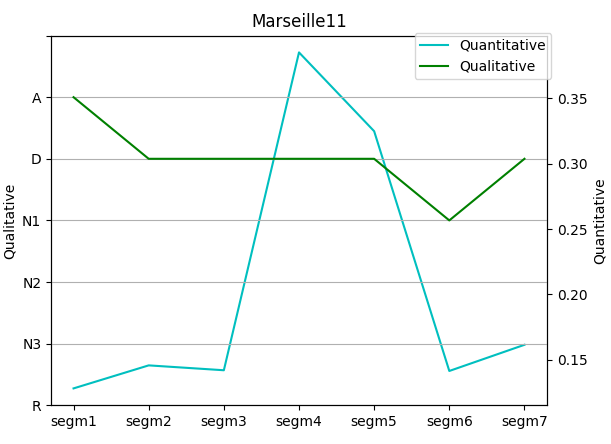 Marseille11
Quantitative
Qualitative
A
D
N1
N2
N3
R
Qualitative
0.35
0.30
0.25
0.20
0.15
Quantitative
segm1 segm2 segm3 segm4 segm5 segm6 segm7